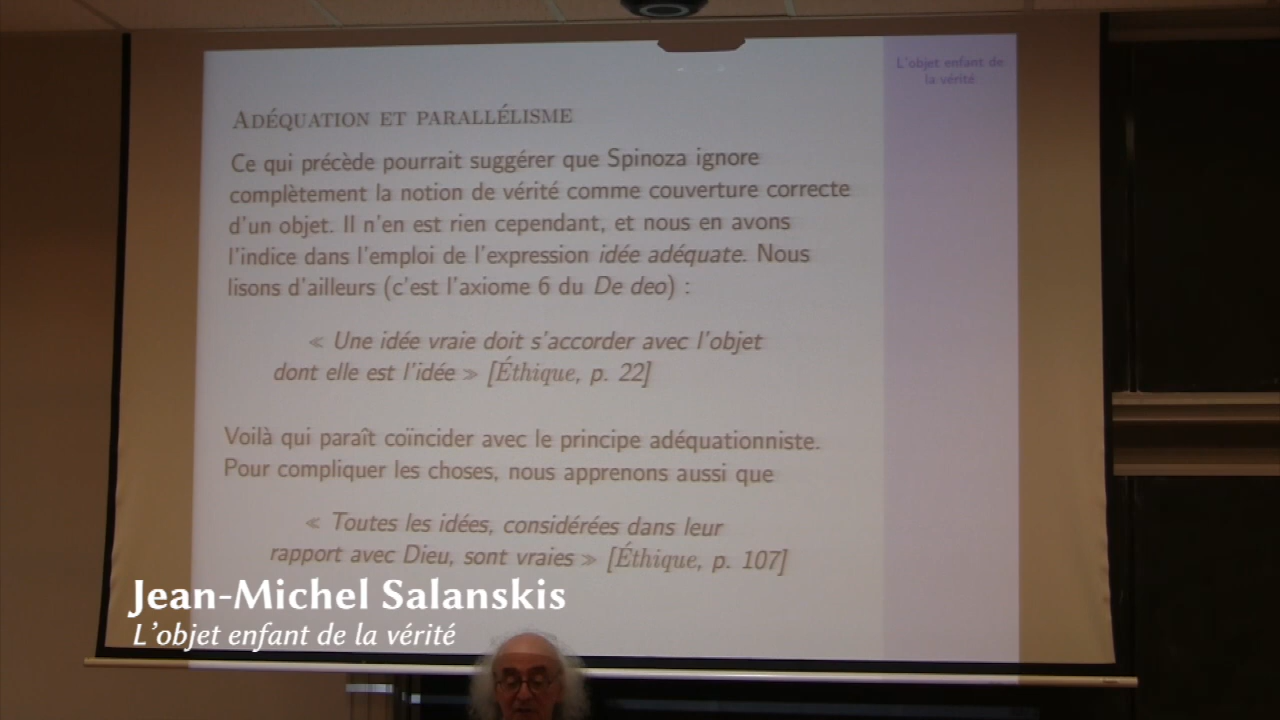 L'objet enfant de
la vérité
ADÉQUATION ET PARALLÉLISME
Ce qui précède pourrait suggérer que Spinoza ignore
complètement la notion de vérité comme couverture correcte
d'un objet. Il n'en est rien cependant, et nous en avons
l'indice dans l'emploi de l'expression idée adéquate. Nous
lisons d'ailleurs (c'est l'axiome 6 du De deo) :
« Une idée vraie doit s'accorder avec l'objet
dont elle est l'idée » [Éthique, p. 22]
Voilà qui paraît coïncider avec le principe adéquationniste.
Pour compliquer les choses, nous apprenons aussi que
« Toutes les idées, considérées dans leur
rapport avec Dieu, sont vraies » [Éthique, p. 107]
Jean-Michel Salanskis
L'objet enfant de la vérité